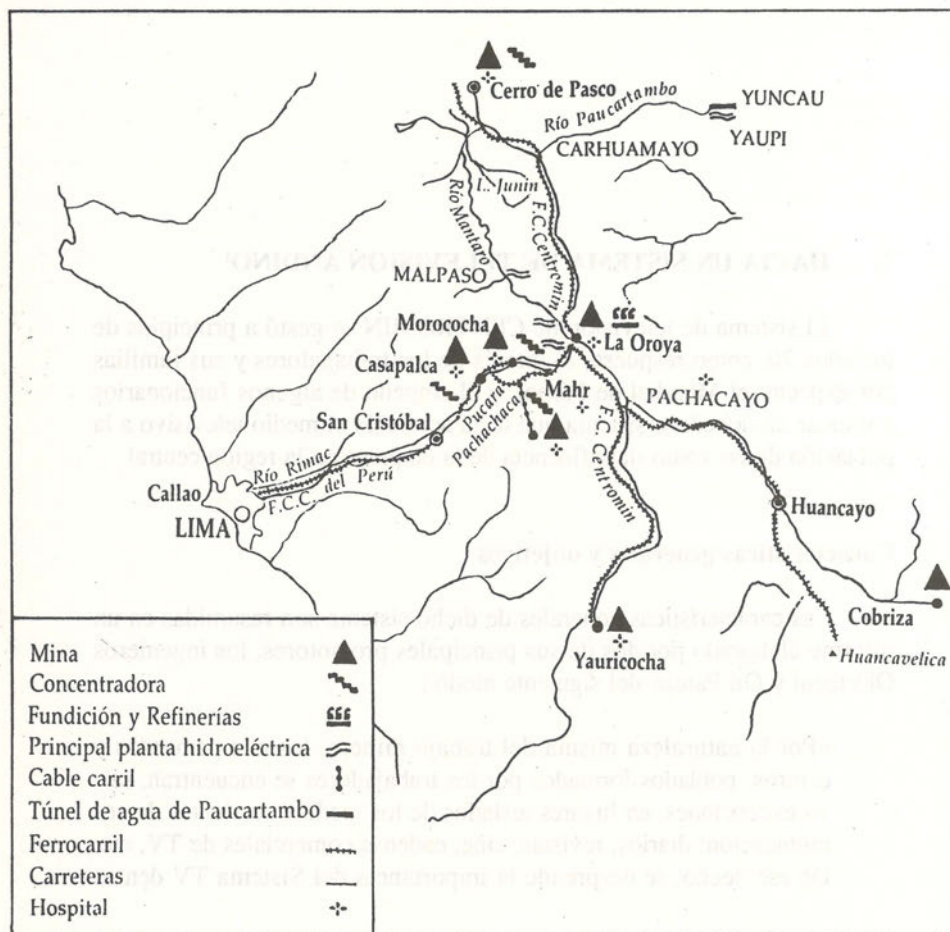 Cerro de Pasco
Río Paucartambo
YUNCAU
YAUPI
CARHUAMAYO
L. Junin
Río Mantaro
F.C. Centromin
MALPASO
Morococha
La Oroya
Casapalca
Mahr
PACHACAYO
San Cristóbal
Pucara
Pachachaca
F.C. Centromin
Río Rimac
F.C.C. del Perú
Callao
LIMA
Huancayo
Cobriza
Yauricocha
Huancavelica
Mina
Concentradora
Fundición y Refinerías
Principal planta hidroeléctrica
Cable carril
Túnel de agua de Paucartambo
Ferrocarril
Carreteras
Hospital